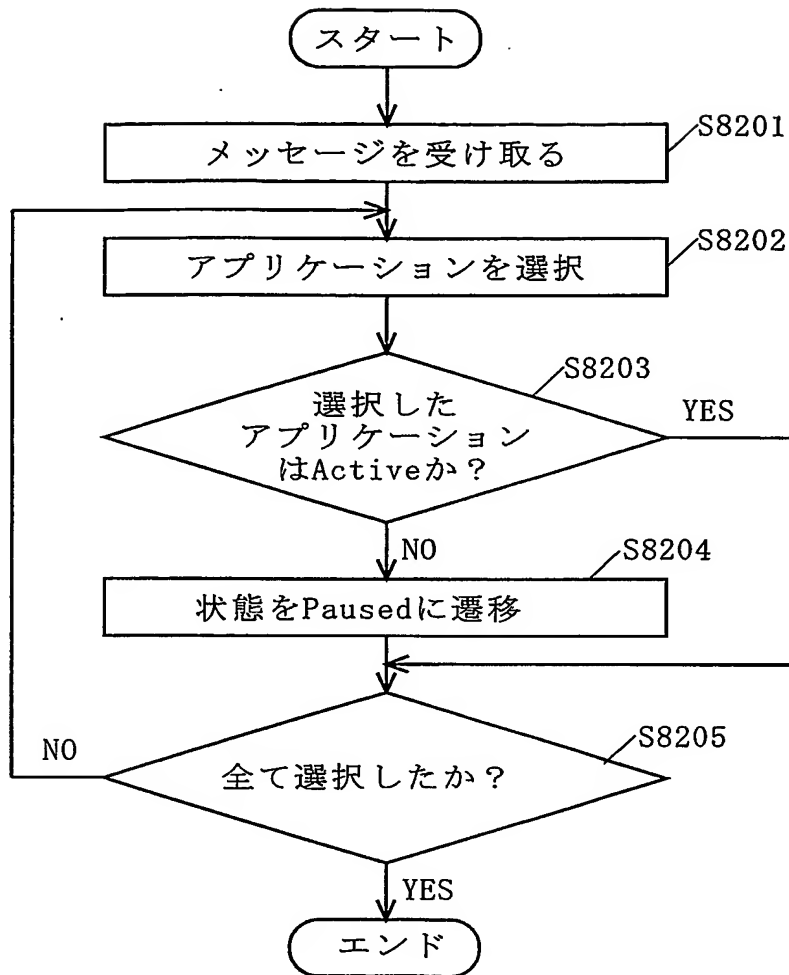 スタート
メッセージを受け取る
S8201
アプリケーションを選択
S8202
S8203
選択した
アプリケーション
はActiveか？
YES
NO
S8204
状態をPausedに遷移
NO
S8205
全て選択したか？
YES
エンド